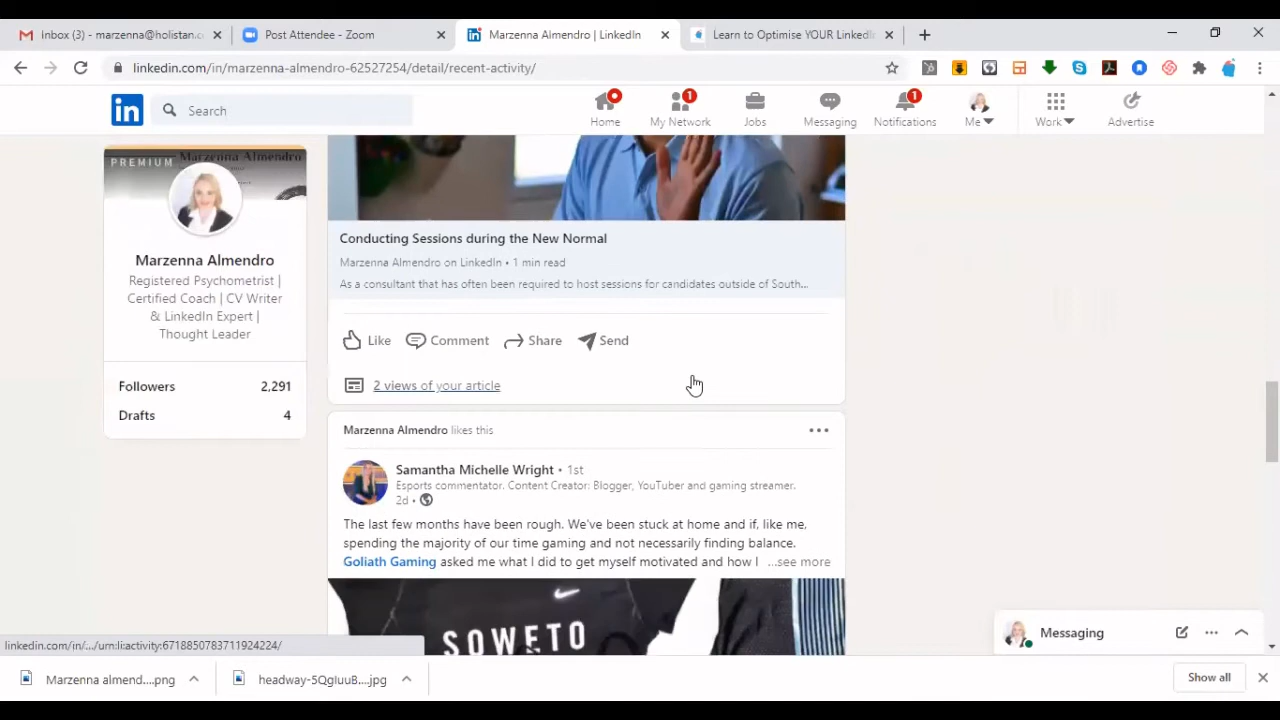 Inbox (3) - marzenna@holistan.c
Post Attendee - Zoom
Marzenna Almendro | LinkedIn
Learn to Optimise YOUR LinkedI
linkedin.com/in/marzenna-almendro-62527254/detail/recent-activity/
in
Search
Home
1
My Network
Jobs
Messaging
1
Notifications
Me
Work
Advertise
PREMIUM
Marzenna Almendro
Marzenna Almendro
Registered Psychometrist |
Certified Coach | CV Writer
& LinkedIn Expert |
Thought Leader
Followers 2,291
Drafts 4
Conducting Sessions during the New Normal
Marzenna Almendro on LinkedIn • 1 min read
As a consultant that has often been required to host sessions for candidates outside of South...
Like Comment Share Send
2 views of your article
Marzenna Almendro likes this
Samantha Michelle Wright • 1st
Esports commentator. Content Creator: Blogger, YouTuber and gaming streamer.
2d •
The last few months have been rough. We've been stuck at home and if, like me,
spending the majority of our time gaming and not necessarily finding balance.
Goliath Gaming asked me what I did to get myself motivated and how I ...see more
SOWETO
Messaging
linkedin.com/in/.../urn:li:activity:6718850783711924224/
Marzenna almend....png
headway-5QgIuuB....jpg
Show all